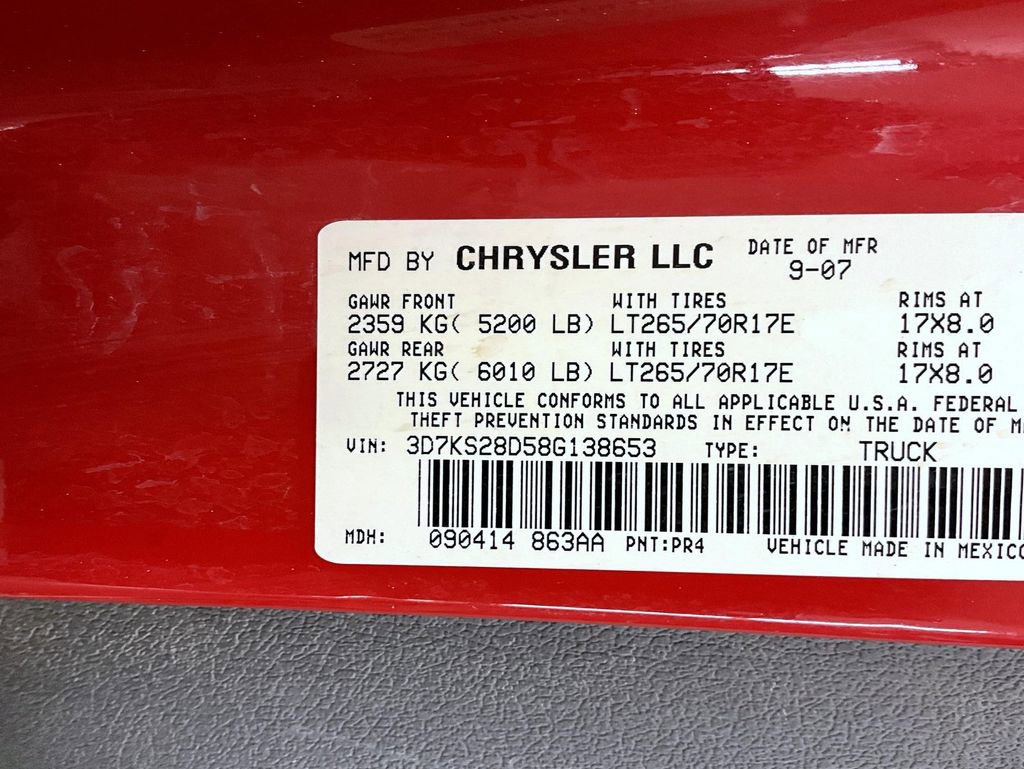 MFD BY CHRYSLER LLC DATE OF MFR
9-07
GAWR FRONT WITH TIRES RIMS AT
2359 KG( 5200 LB) LT265/70R17E 17X8.0
GAWR REAR WITH TIRES RIMS AT
2727 KG( 6010 LB) LT265/70R17E 17X8.0
THIS VEHICLE CONFORMS TO ALL APPLICABLE U.S.A. FEDERAL
THEFT PREVENTION STANDARDS IN EFFECT ON THE DATE OF
VIN: 3D7KS28D58G138653 TYPE: TRUCK
MDH: 090414 863AA PNT:PR4 VEHICLE MADE IN MEXICO